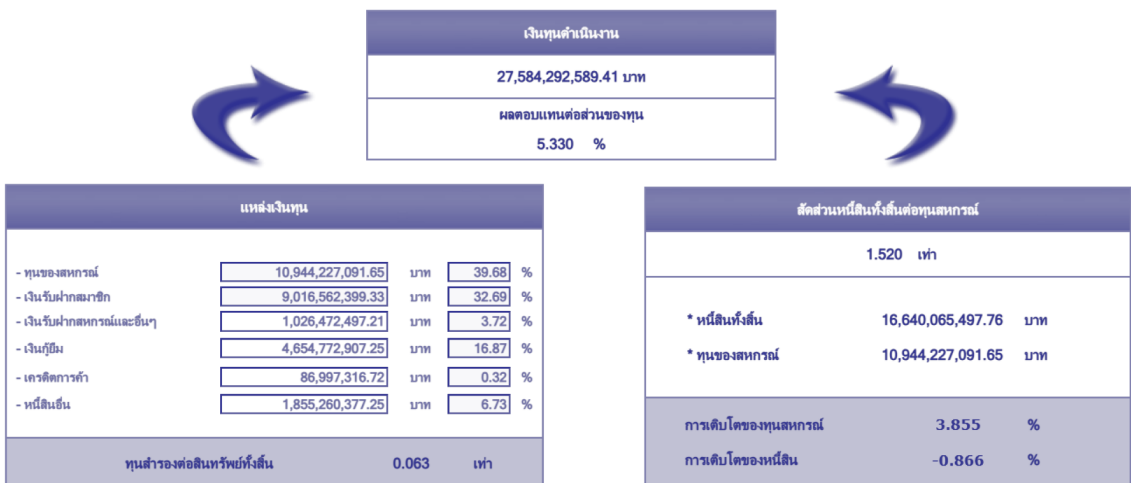 เงินทุนดำเนินงาน
27,584,292,589.41 บาท
ผลตอบแทนต่อส่วนของทุน
5.330 %
แหล่งเงินทุน
- ทุนของสหกรณ์ 10,944,227,091.65 บาท 39.68 %
- เงินรับฝากสมาชิก 9,016,562,399.33 บาท 32.69 %
- เงินรับฝากสหกรณ์และอื่นๆ 1,026,472,497.21 บาท 3.72 %
- เงินกู้ยืม 4,654,772,907.25 บาท 16.87 %
- เครดิตการค้า 86,997,316.72 บาท 0.32 %
- หนี้สินอื่น 1,855,260,377.25 บาท 6.73 %
ทุนสำรองต่อสินทรัพย์ทั้งสิ้น 0.063 เท่า
สัดส่วนหนี้สินทั้งสิ้นต่อทุนสหกรณ์
1.520 เท่า
* หนี้สินทั้งสิ้น 16,640,065,497.76 บาท
* ทุนของสหกรณ์ 10,944,227,091.65 บาท
การเติบโตของทุนสหกรณ์ 3.855 %
การเติบโตของหนี้สิน -0.866 %